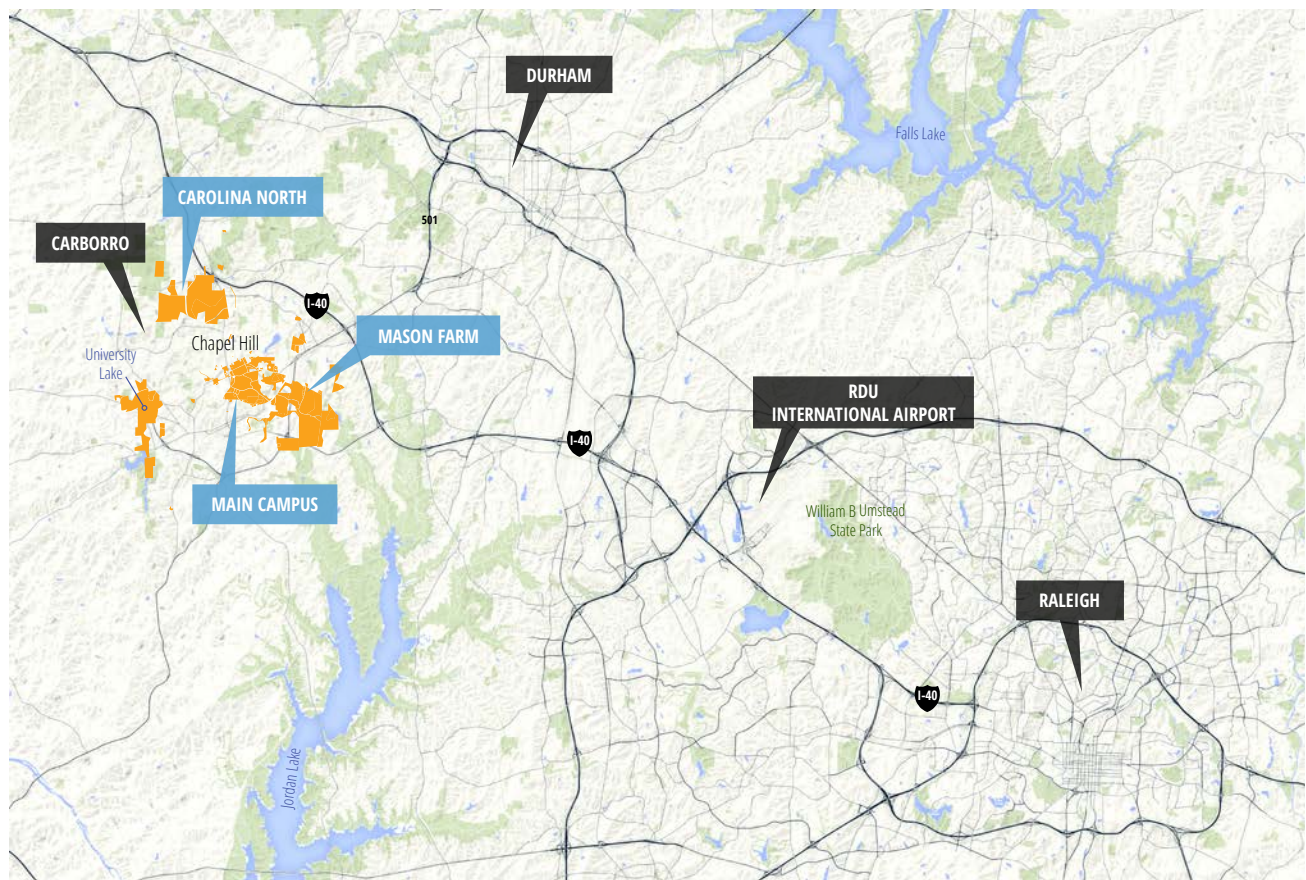 DURHAM
Falls Lake
CAROLINA NORTH
501
CARBORRO
I-40
Chapel Hill
MASON FARM
University
Lake
RDU
INTERNATIONAL AIRPORT
I-40
MAIN CAMPUS
William B Umstead
State Park
RALEIGH
I-40
Jordan Lake